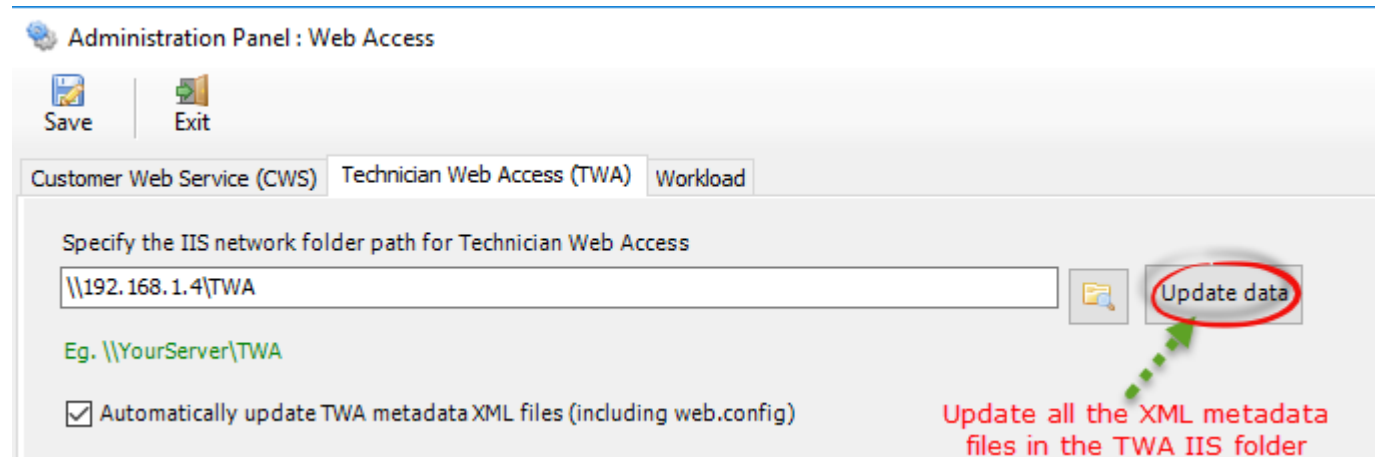 Administration Panel : Web Access
Save Exit
Customer Web Service (CWS) Technician Web Access (TWA) Workload
Specify the IIS network folder path for Technician Web Access
\\192.168.1.4\TWA
Update data
Eg. \\YourServer\TWA
Automatically update TWA metadata XML files (including web.config)
Update all the XML metadata
files in the TWA IIS folder